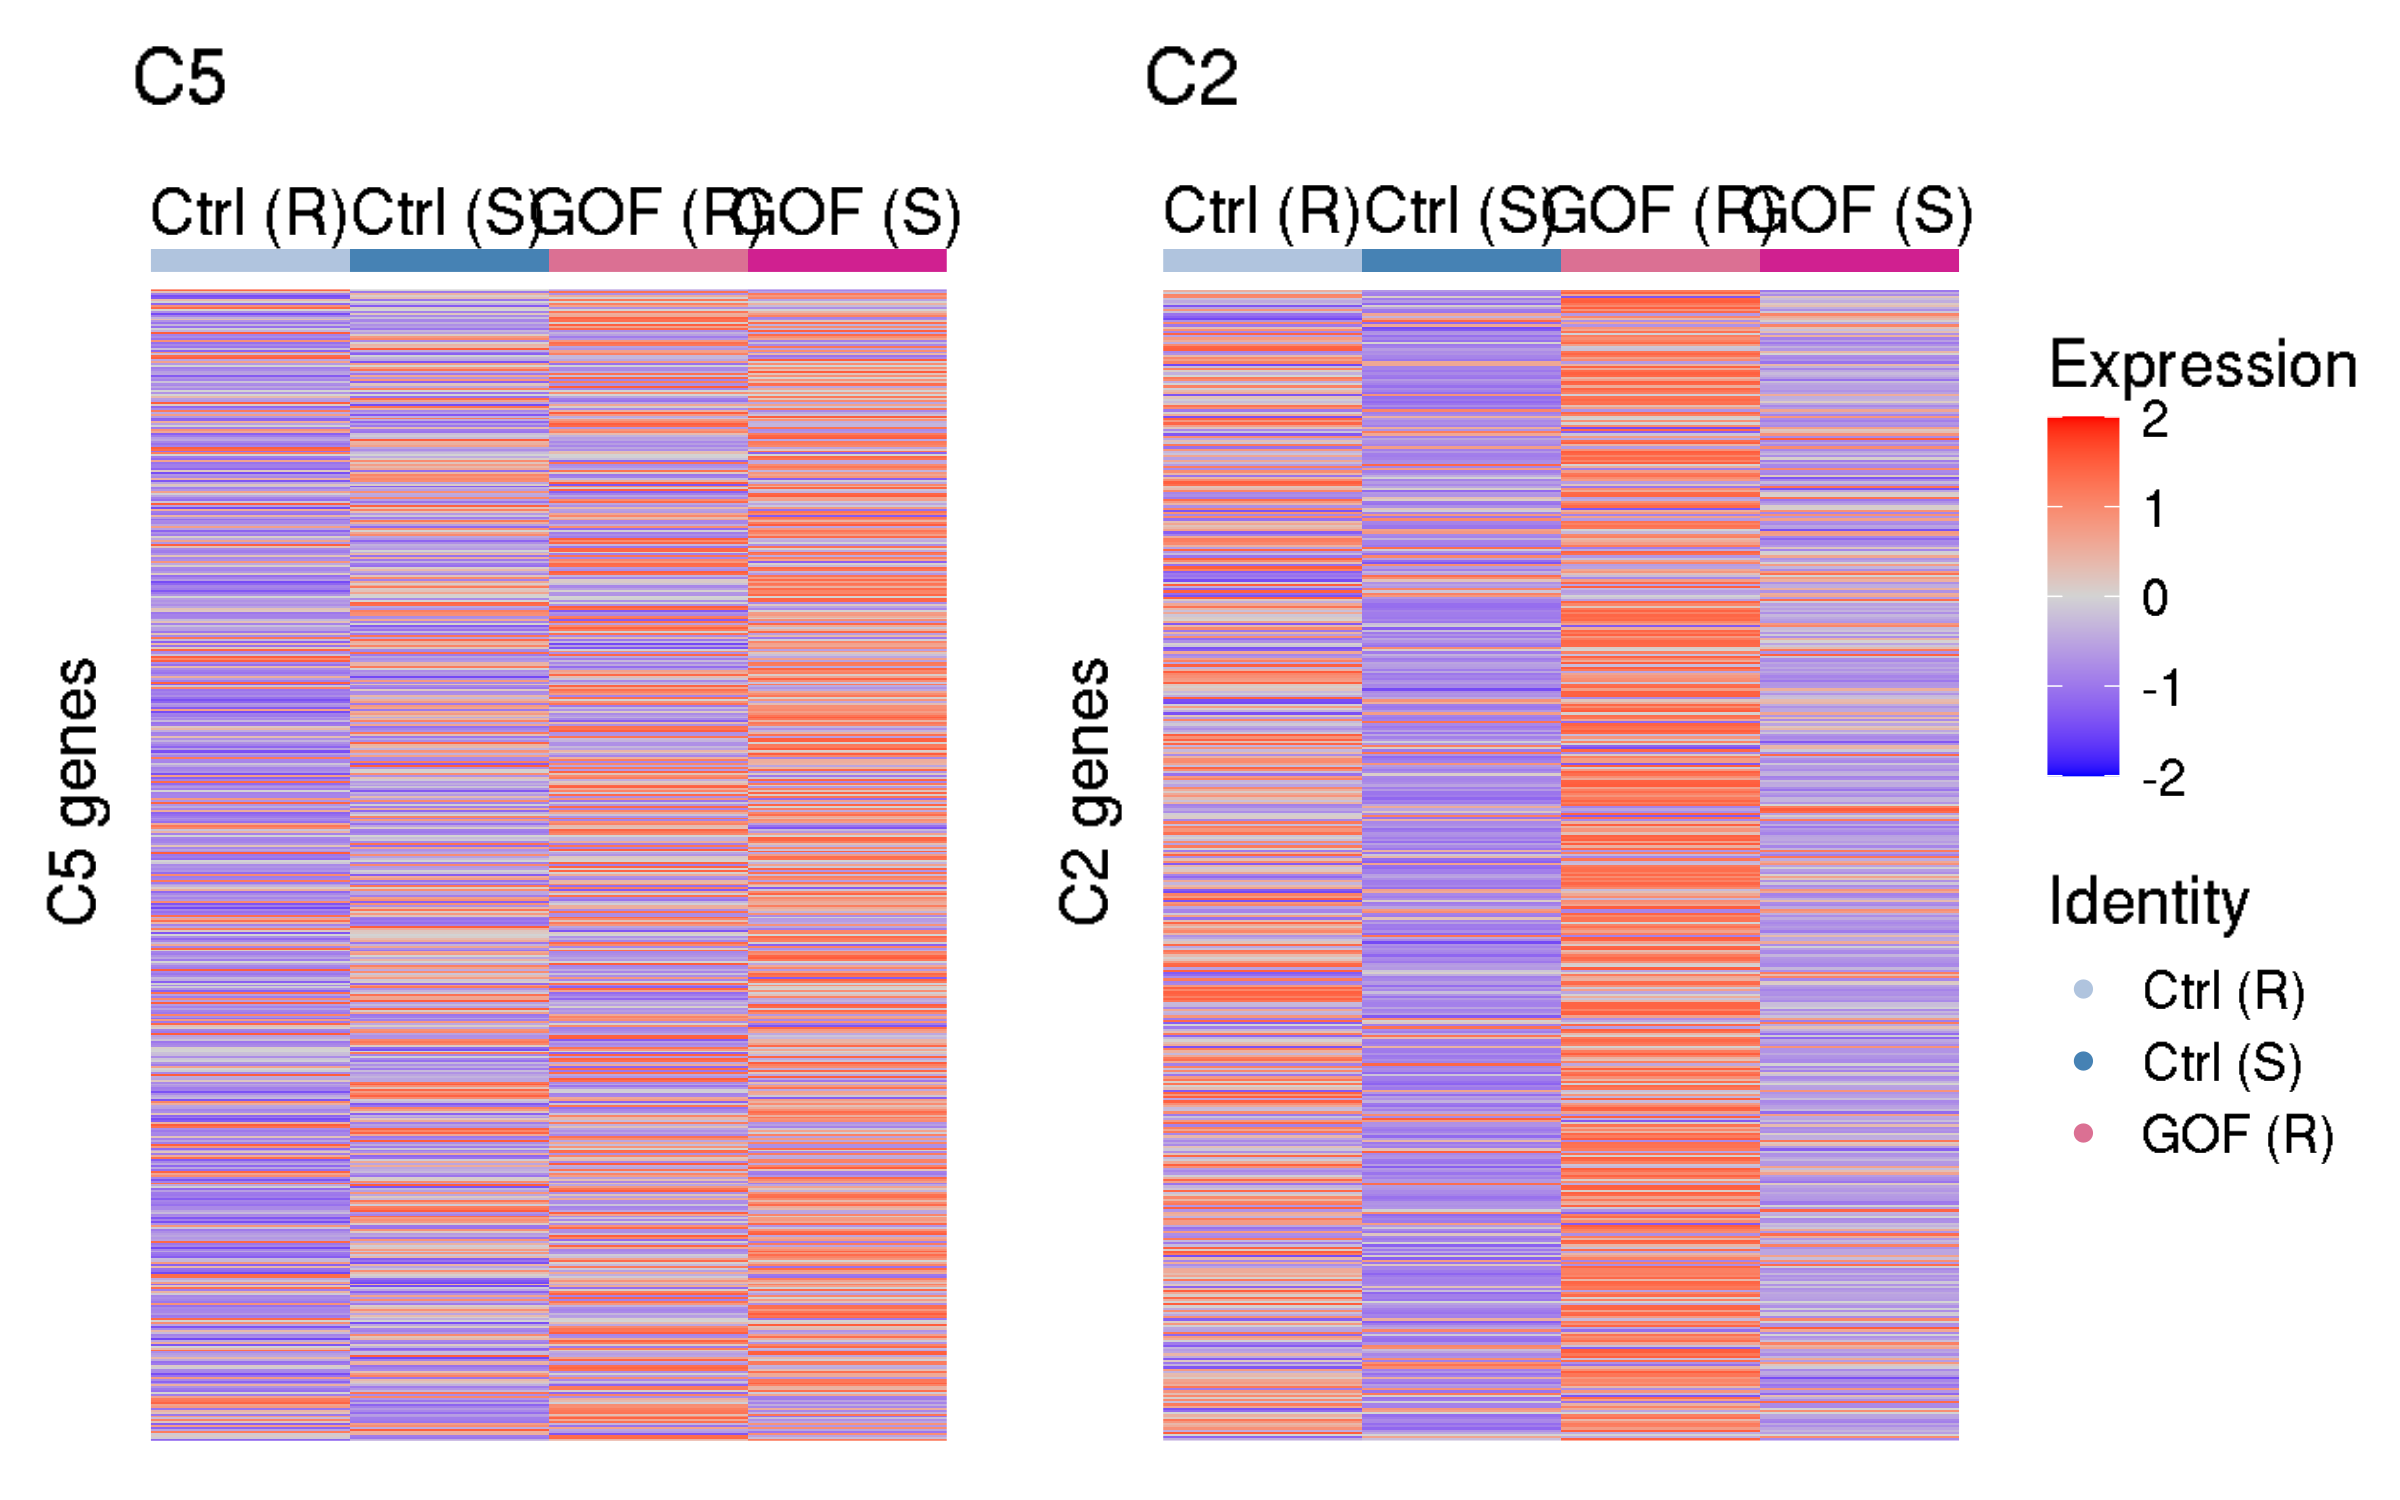 C5
Ctrl (R) Ctrl (S) GOF (R) GOF (S)
C5 genes
C2
Ctrl (R) Ctrl (S) GOF (R) GOF (S)
C2 genes
Expression
2
1
0
-1
-2
Identity
Ctrl (R)
Ctrl (S)
GOF (R)